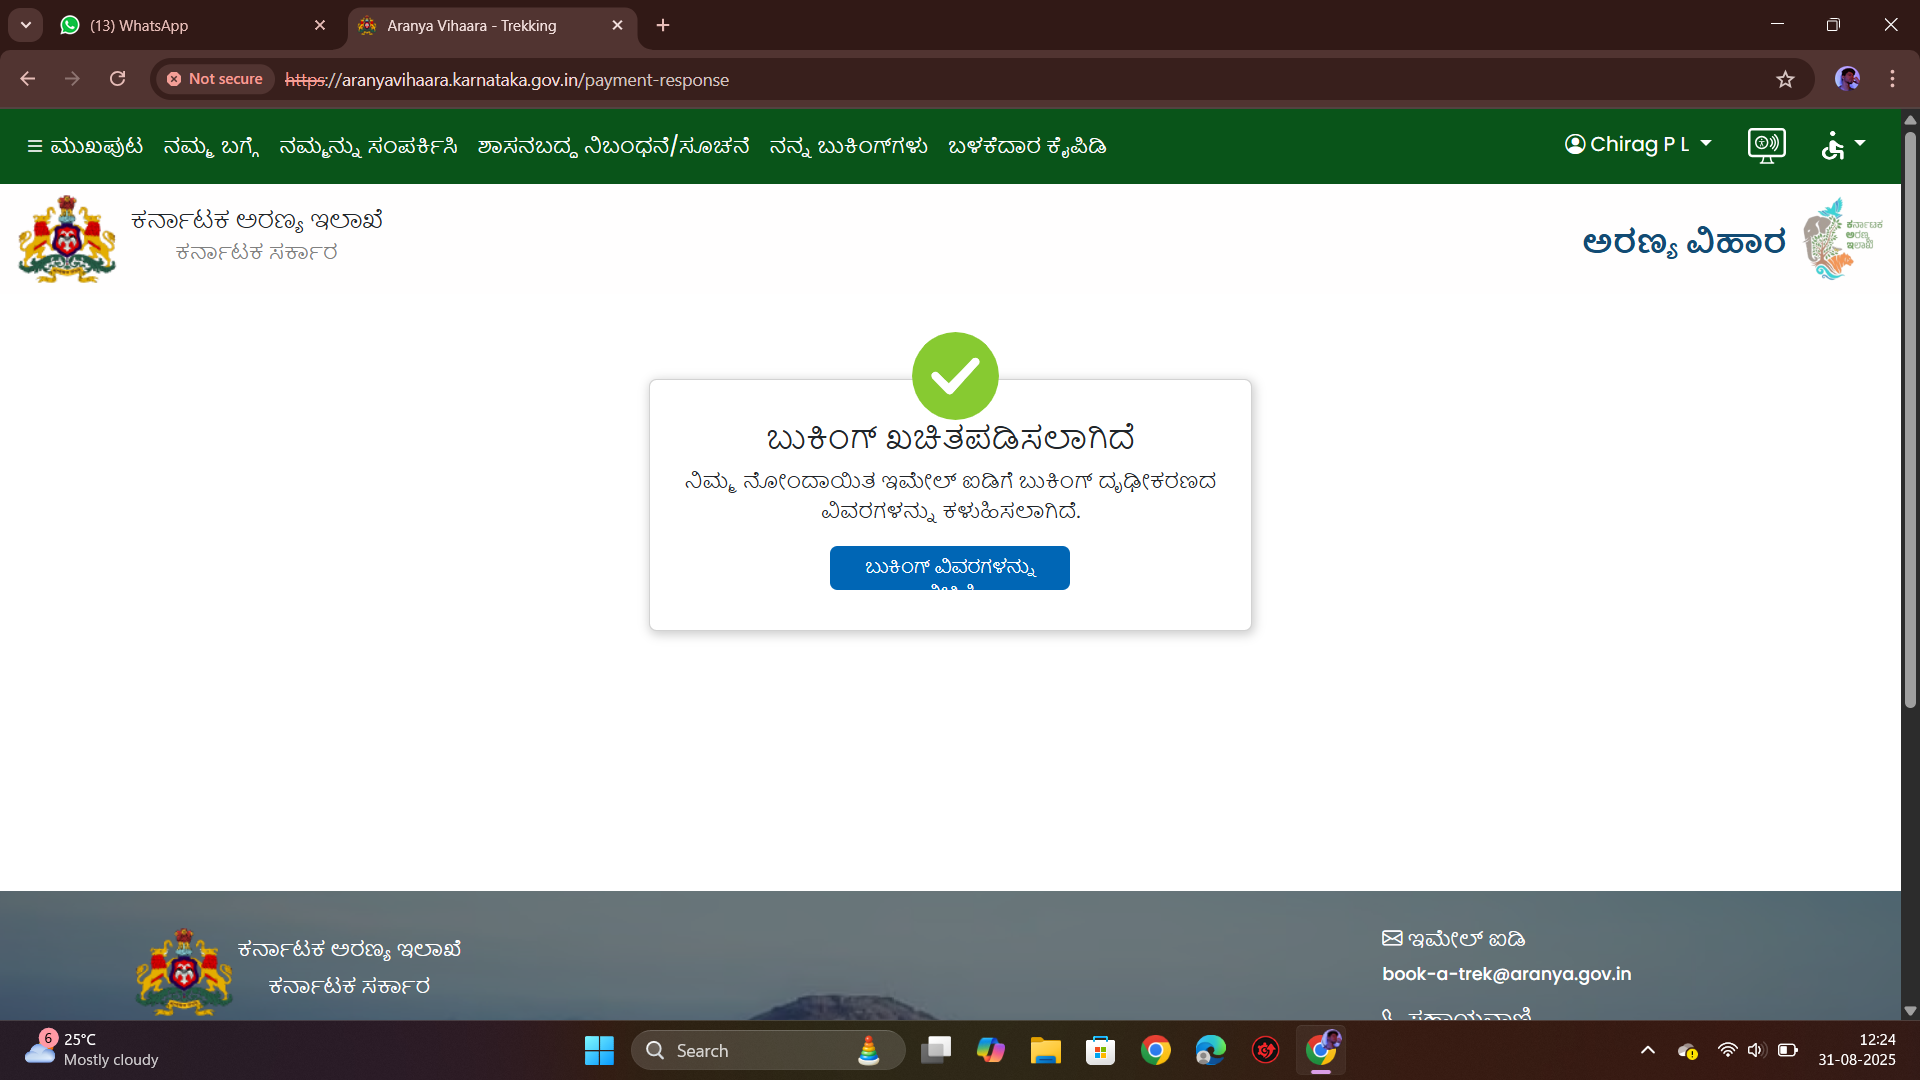 (13) WhatsApp
Aranya Vihaara - Trekking
Not secure
https://aranyavihaara.karnataka.gov.in/payment-response
ಮುಖಪುಟ ನಮ್ಮ ಬಗ್ಗೆ ನಮ್ಮನ್ನು ಸಂಪರ್ಕಿಸಿ ಶಾಸನಬದ್ಧ ನಿಬಂಧನೆ/ಸೂಚನೆ ನನ್ನ ಬುಕಿಂಗ್‌ಗಳು ಬಳಕೆದಾರ ಕೈಪಿಡಿ
Chirag P L
ಕರ್ನಾಟಕ ಅರಣ್ಯ ಇಲಾಖೆ
ಕರ್ನಾಟಕ ಸರ್ಕಾರ
ಅರಣ್ಯ ವಿಹಾರ
ಕರ್ನಾಟಕ
ಅರಣ್ಯ
ಇಲಾಖೆ
ಬುಕಿಂಗ್ ಖಚಿತಪಡಿಸಲಾಗಿದೆ
ನಿಮ್ಮ ನೋಂದಾಯಿತ ಇಮೇಲ್ ಐಡಿಗೆ ಬುಕಿಂಗ್ ದೃಢೀಕರಣದ
ವಿವರಗಳನ್ನು ಕಳುಹಿಸಲಾಗಿದೆ.
ಬುಕಿಂಗ್ ವಿವರಗಳನ್ನು
ಕರ್ನಾಟಕ ಅರಣ್ಯ ಇಲಾಖೆ
ಕರ್ನಾಟಕ ಸರ್ಕಾರ
ಇಮೇಲ್ ಐಡಿ
book-a-trek@aranya.gov.in
ಸಹಾಯವಾಣಿ
6
25°C
Mostly cloudy
Search
12:24
31-08-2025